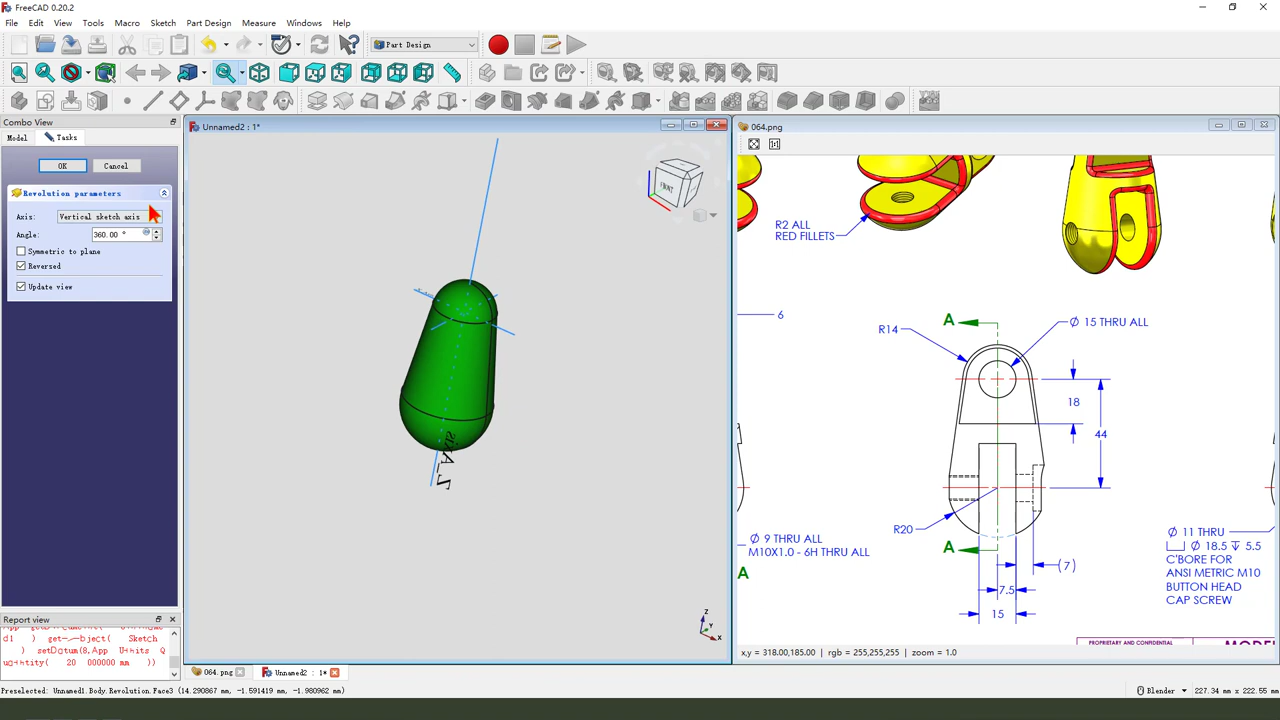 FreeCAD 0.20.2
File Edit View Tools Macro Sketch Part Design Measure Windows Help
Part Design
Combo View
Model Tasks
OK Cancel
Revolution parameters
Axis: Vertical sketch axis
Angle: 360.00 °
Symmetric to plane
Reversed
Update view
Report view
Preselected: Unnamed1.Body.Revolution.Face3 (14.290867 mm, -1.591419 mm, -1.980962 mm)
Unnamed2 : 1*
FRONT
Z_Axis
Z
Y
X
064.png
Unnamed2 : 1*
064.png
R2 ALL
RED FILLETS
6
A
R14
Ø 15 THRU ALL
18
44
R20
Ø 9 THRU ALL
M10X1.0 - 6H THRU ALL
A
A
(7)
7.5
15
Ø 11 THRU
Ø 18.5 ↧ 5.5
C'BORE FOR
ANSI METRIC M10
BUTTON HEAD
CAP SCREW
PROPRIETARY AND CONFIDENTIAL
x,y = 318.00,185.00 | rgb = 255,255,255 | zoom = 1.0
Blender
227.34 mm x 222.55 mm